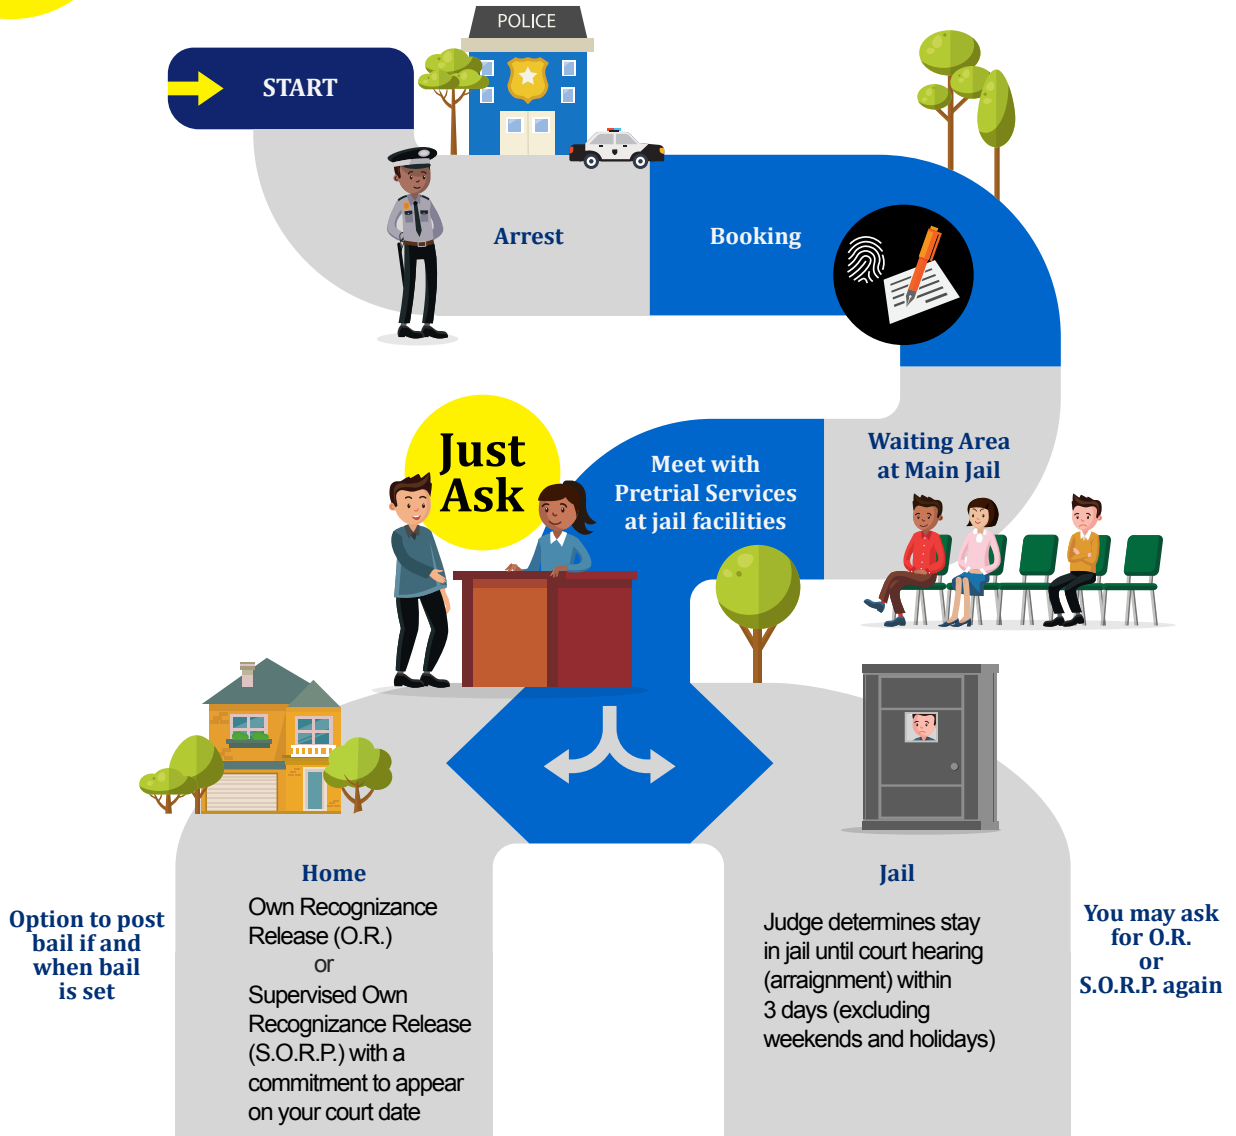 POLICE
START
Arrest
Booking
Waiting Area
at Main Jail
Just
Ask
Meet with
Pretrial Services
at jail facilities
Home
Own Recognizance
Release (O.R.)
or
Supervised Own
Recognizance Release
(S.O.R.P.) with a
commitment to appear
on your court date
Option to post
bail if and
when bail
is set
Jail
Judge determines stay
in jail until court hearing
(arraignment) within
3 days (excluding
weekends and holidays)
You may ask
for O.R.
or
S.O.R.P. again